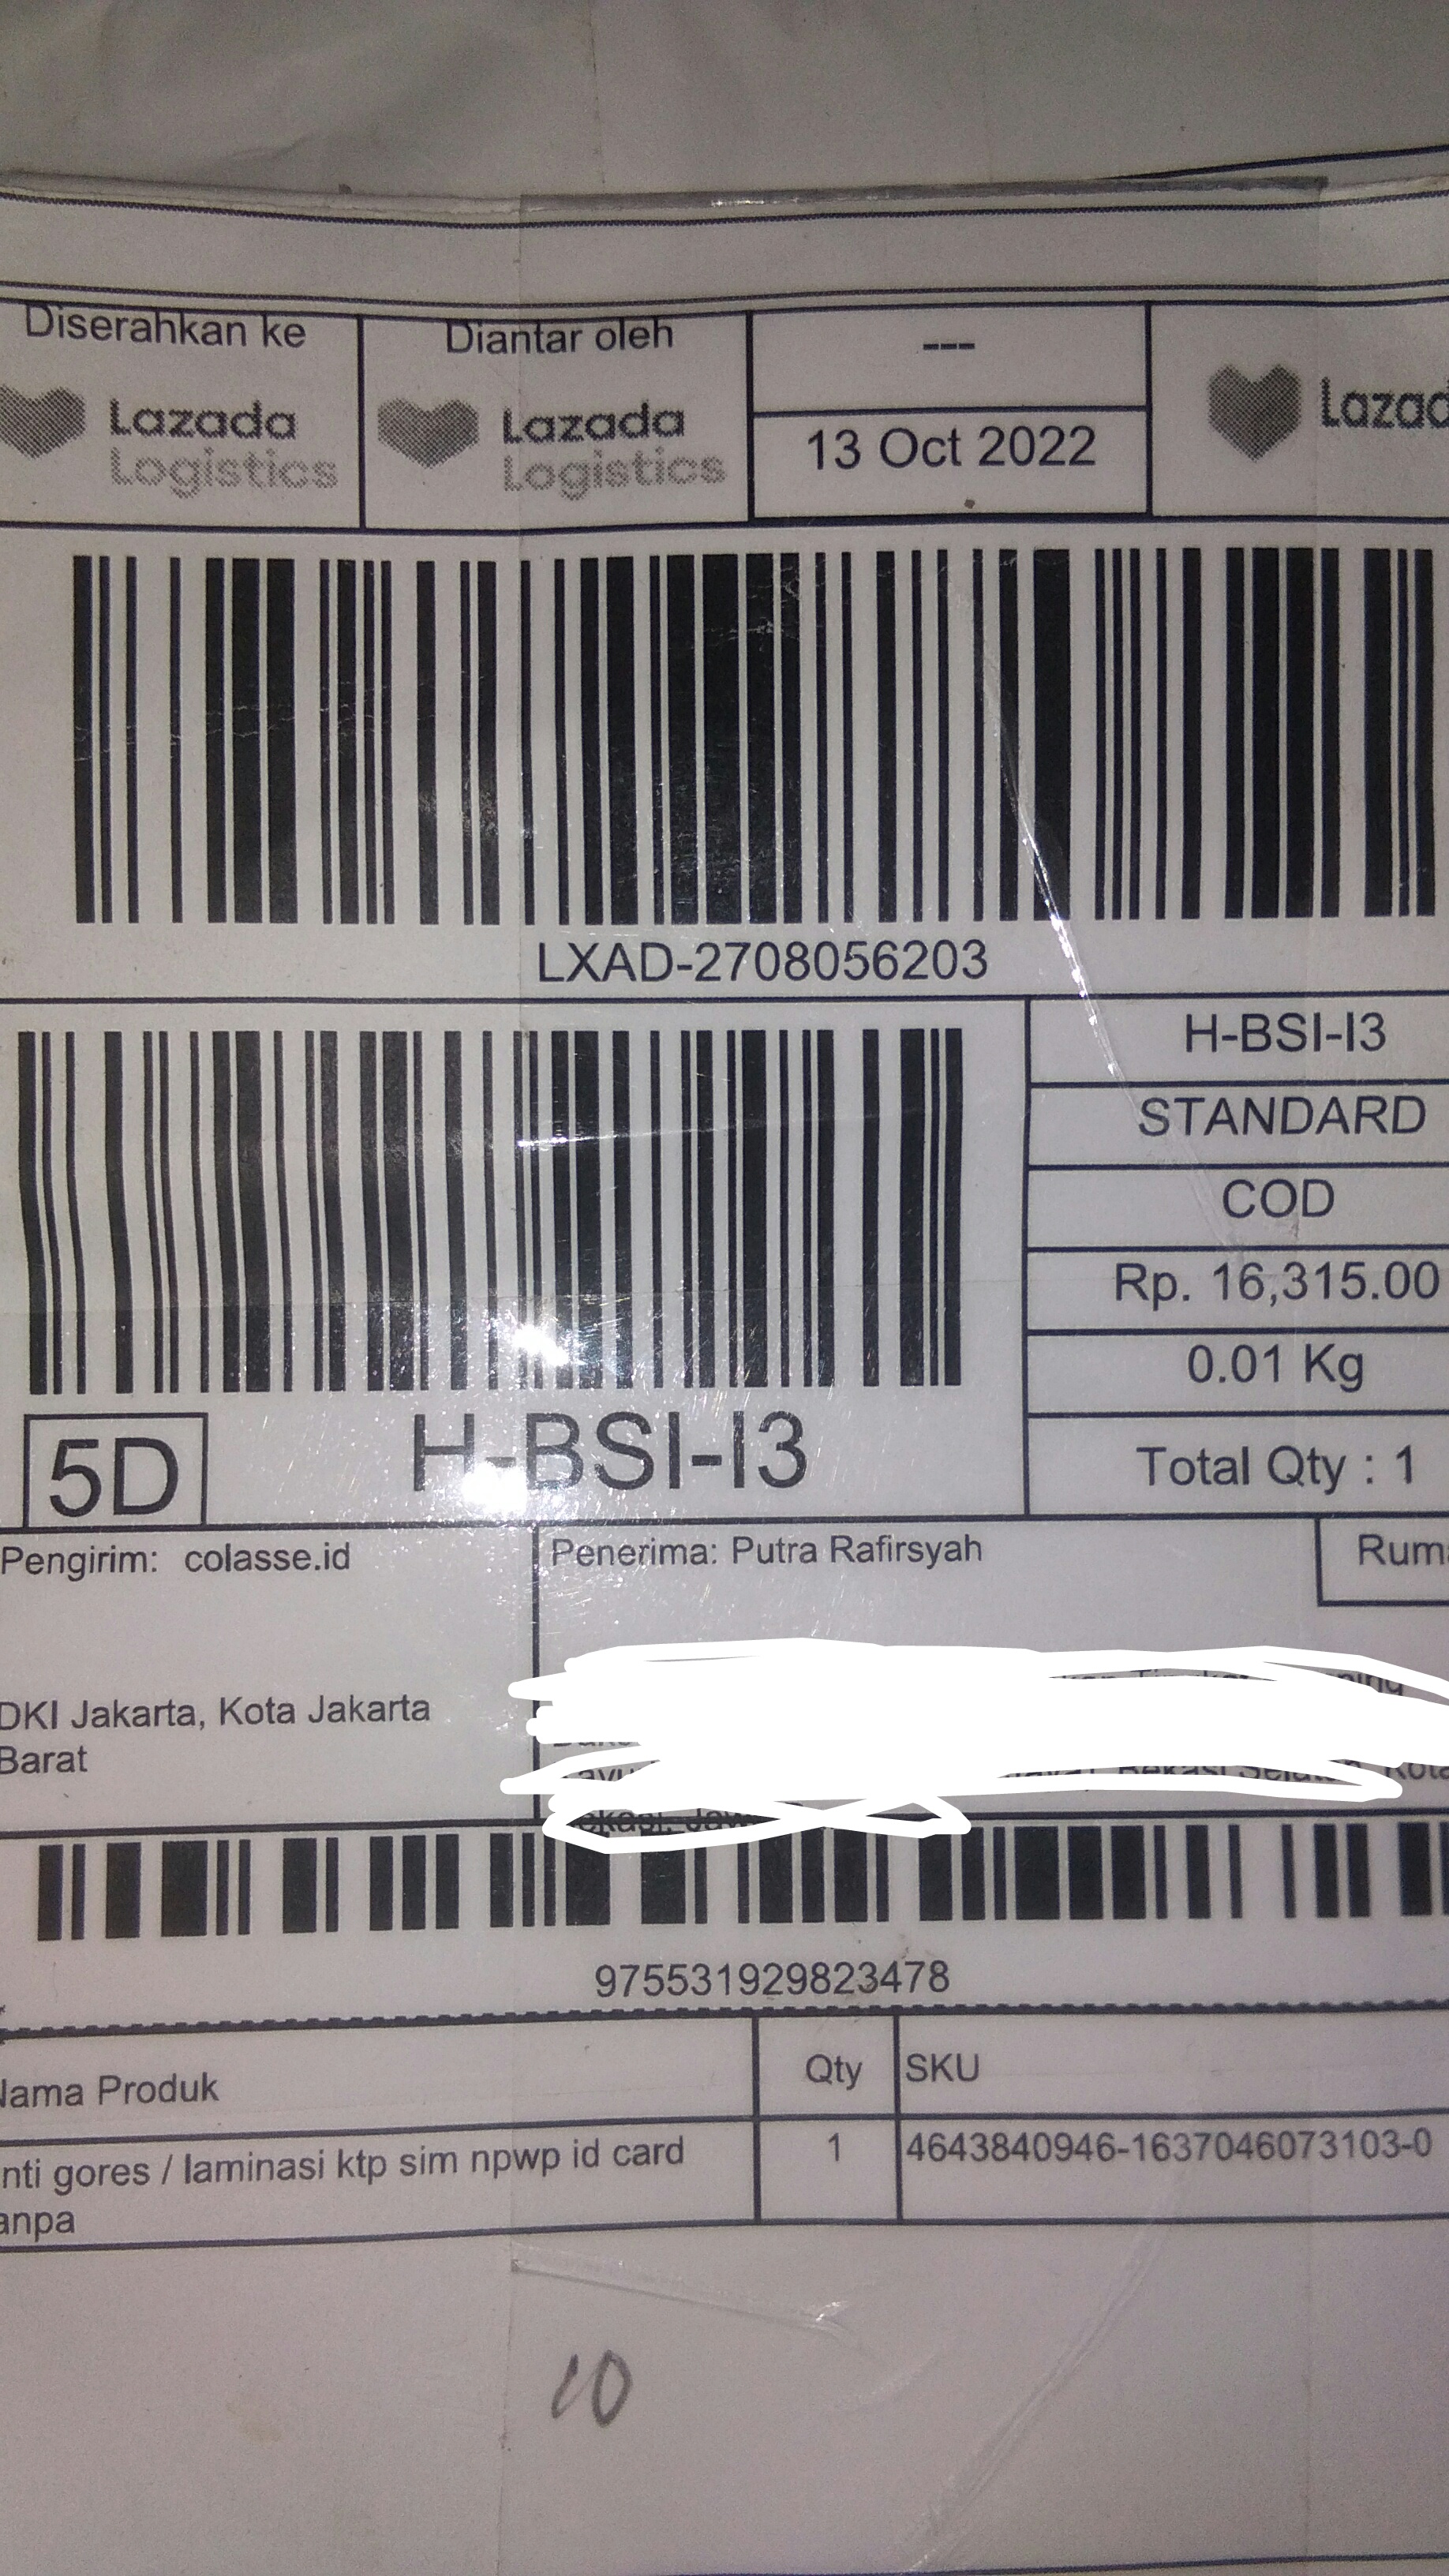 Diserahkan ke
Lazada
Logistics
Diantar oleh
Lazada
Logistics
---
13 Oct 2022
Lazad
LXAD-2708056203
H-BSI-I3
STANDARD
COD
Rp. 16,315.00
0.01 Kg
Total Qty : 1
5D
H-BSI-I3
Pengirim: colasse.id
DKI Jakarta, Kota Jakarta
Barat
Penerima: Putra Rafirsyah
Rum
Bekasi Selatan, Kota
975531929823478
Nama Produk
Qty
SKU
nti gores / laminasi ktp sim npwp id card
anpa
1
4643840946-1637046073103-0
10